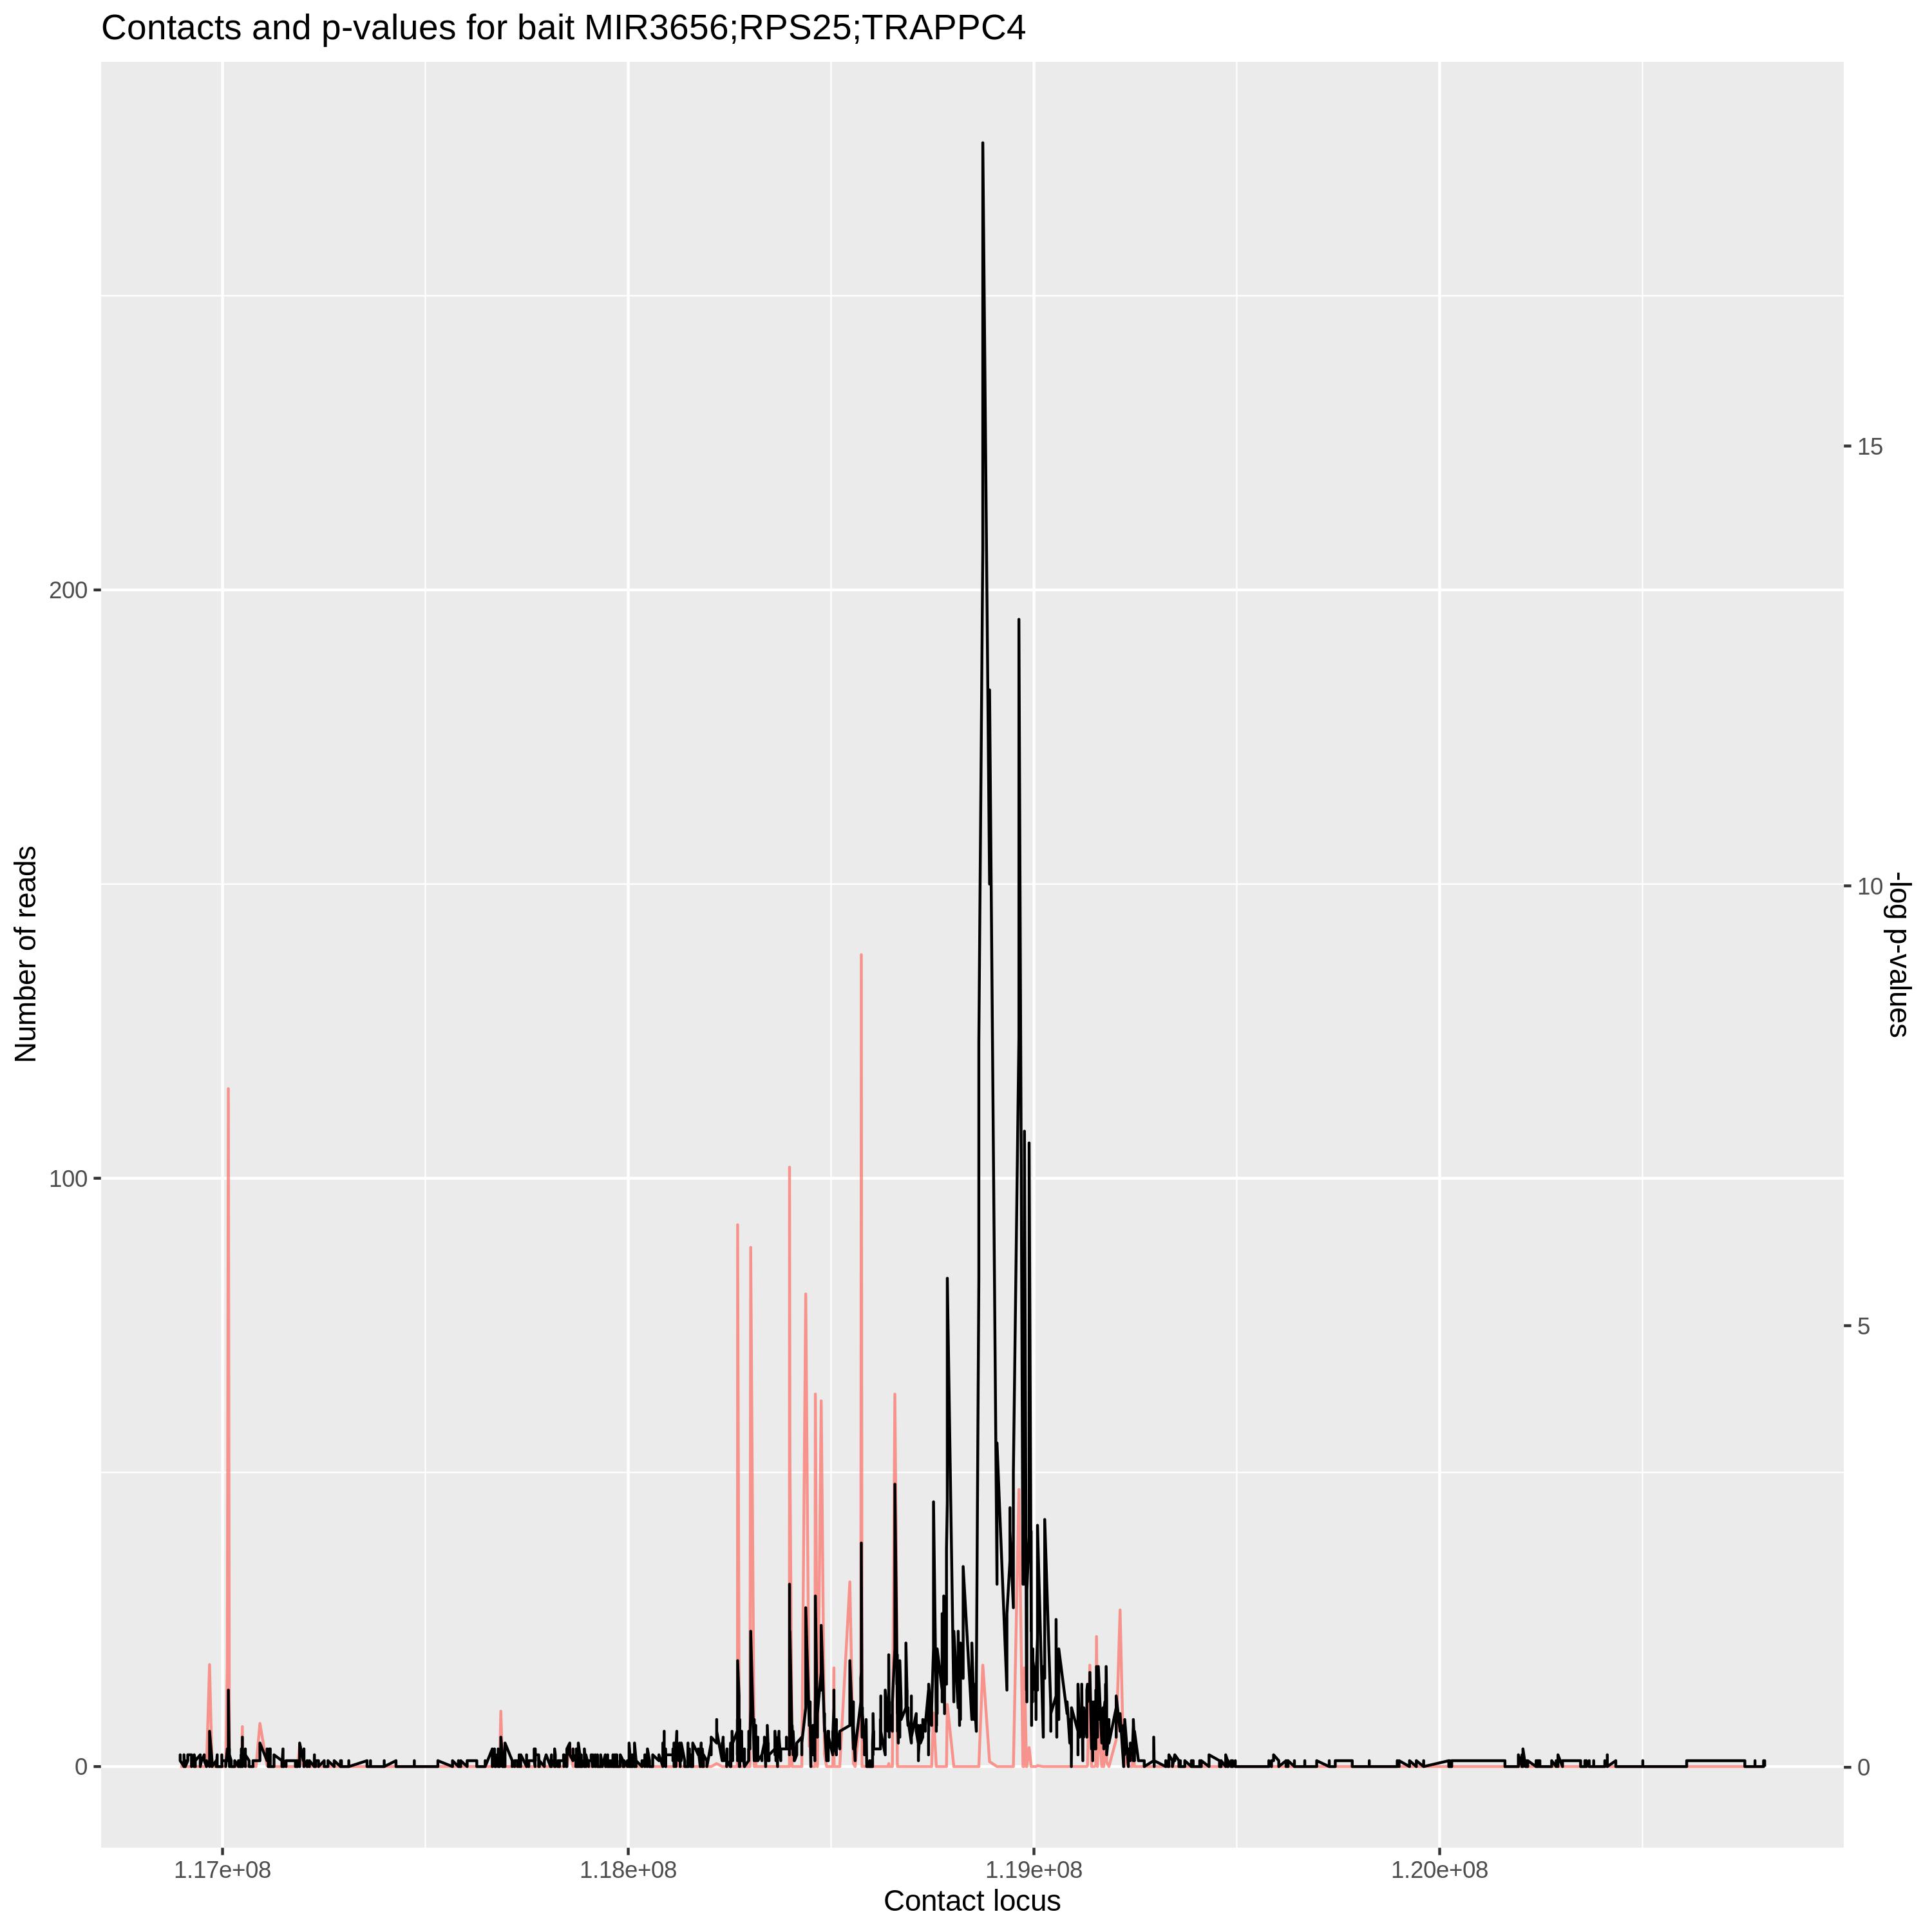 Contacts and p-values for bait MIR3656;RPS25;TRAPPC4
Number of reads
200
100
0
15
10
5
0
-log p-values
1.17e+08
1.18e+08
1.19e+08
1.20e+08
Contact locus